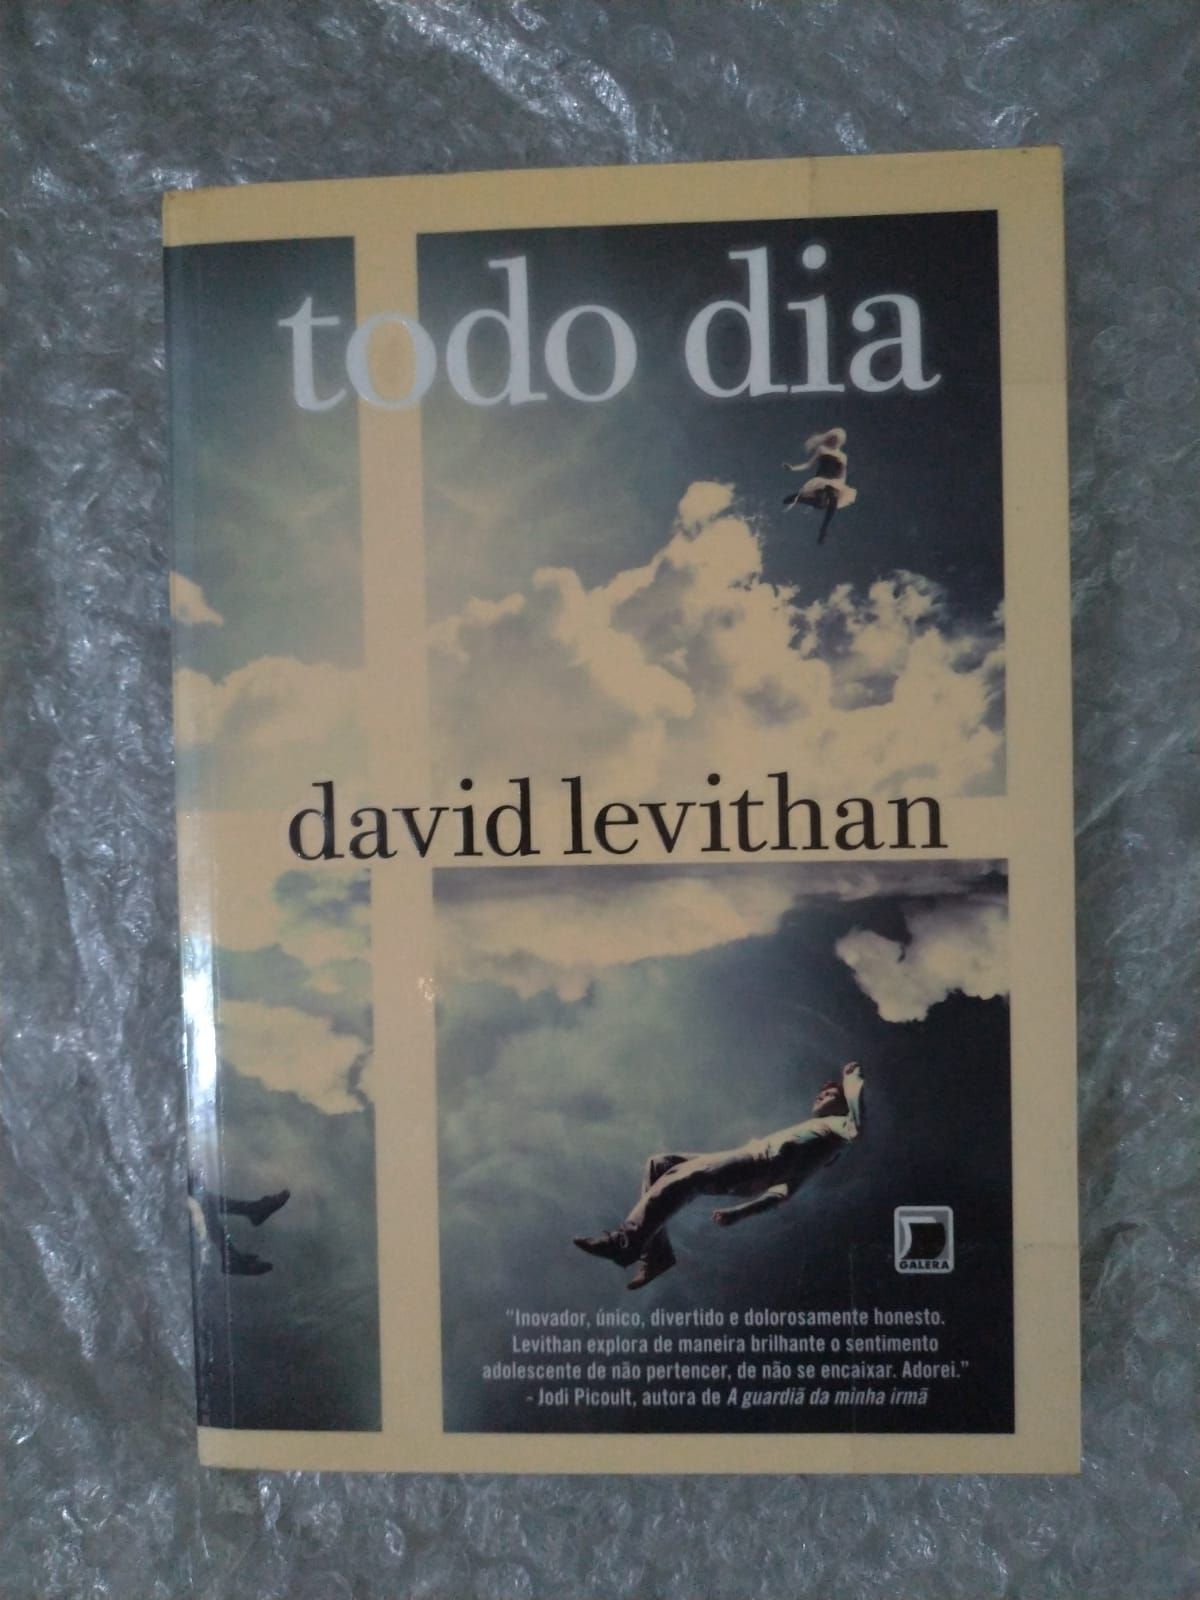 todo dia
david levithan
GALERA
“Inovador, único, divertido e dolorosamente honesto.
Levithan explora de maneira brilhante o sentimento
adolescente de não pertencer, de não se encaixar. Adorei.”
- Jodi Picoult, autora de A guardiã da minha irmã